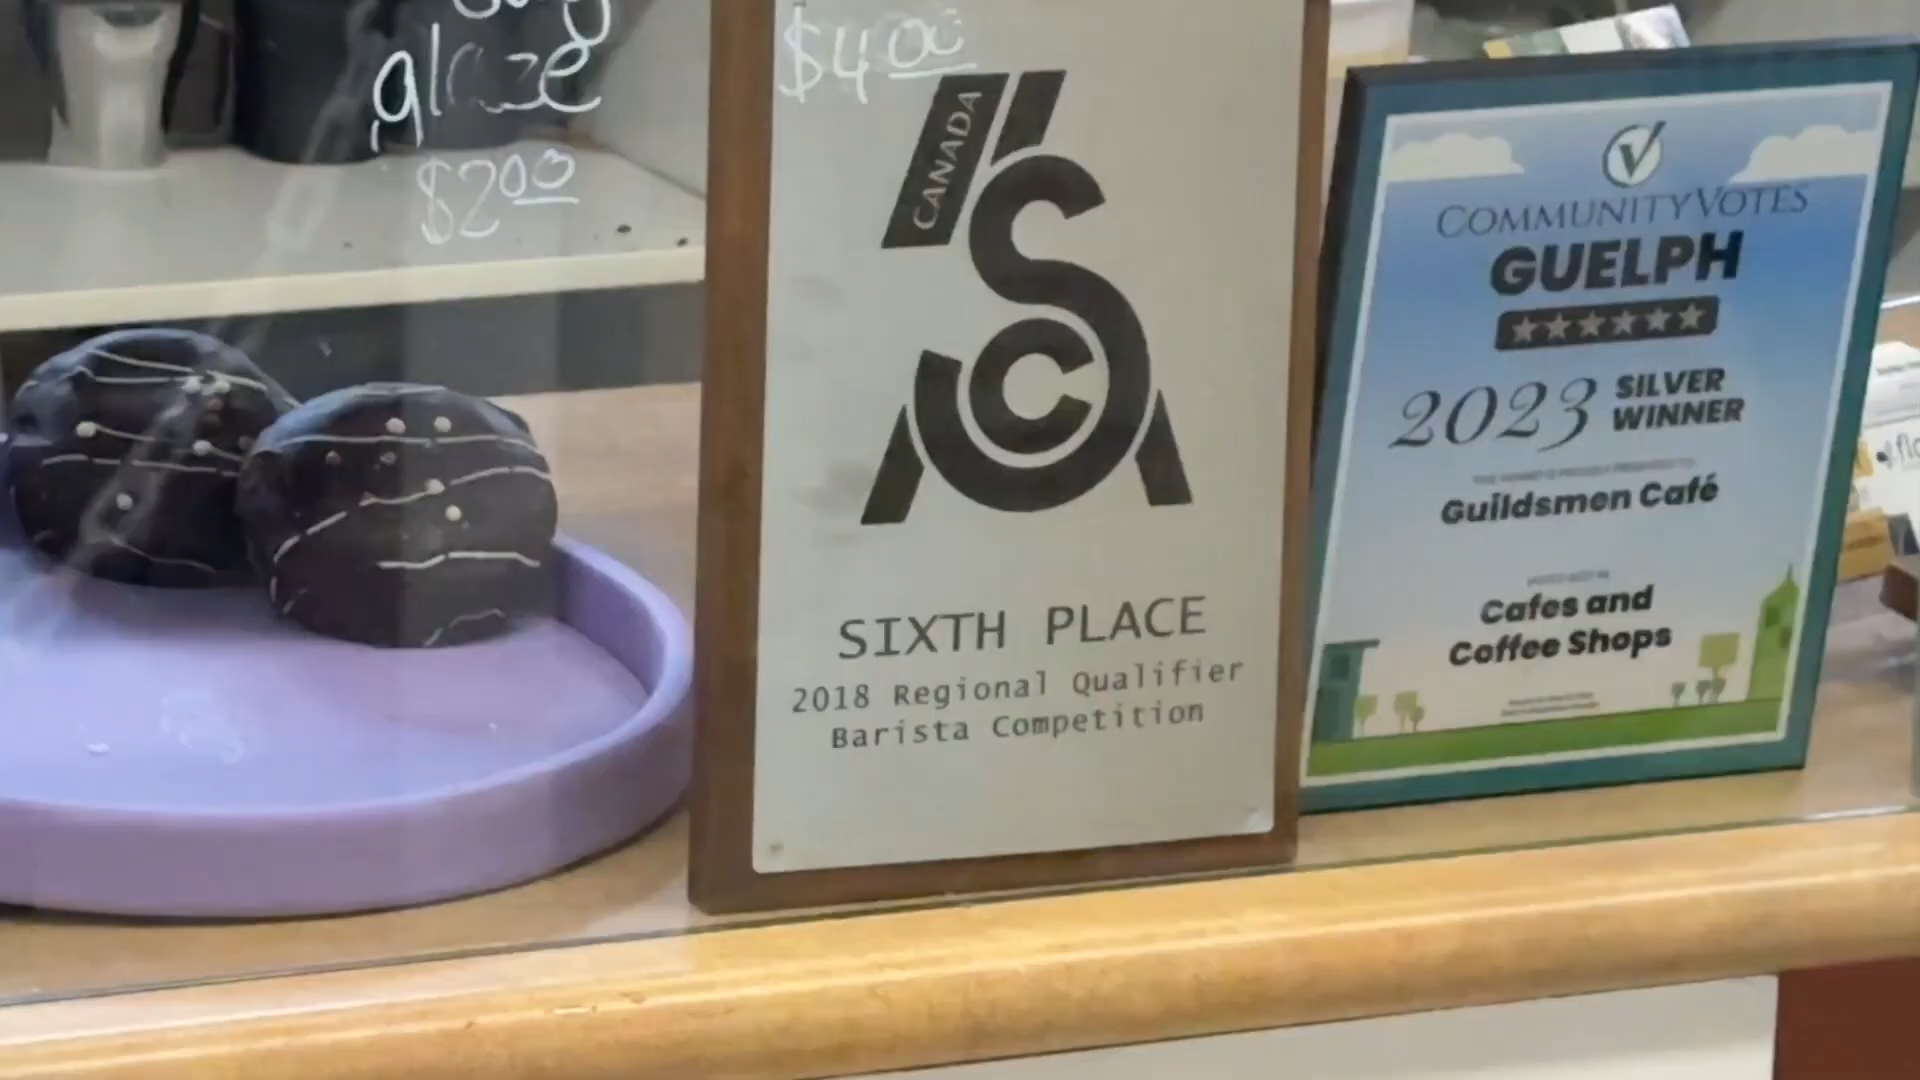 glaze
$2.00
$4.00
CANADA
SCA
SIXTH PLACE
2018 Regional Qualifier
Barista Competition
COMMUNITYVOTES
GUELPH
2023
SILVER
WINNER
Guildsmen Café
Cafes and
Coffee Shops